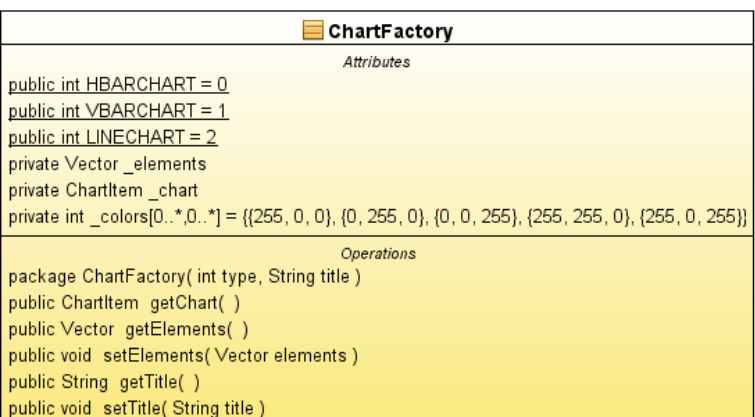 ChartFactory
Attributes
public int HBARCHART = 0
public int VBARCHART = 1
public int LINECHART = 2
private Vector _elements
private ChartItem _chart
private int _colors[0..*,0..*] = {{255, 0, 0}, {0, 255, 0}, {0, 0, 255}, {255, 255, 0}, {255, 0, 255}}
Operations
package ChartFactory( int type, String title )
public ChartItem getChart( )
public Vector getElements( )
public void setElements( Vector elements )
public String getTitle( )
public void setTitle( String title )